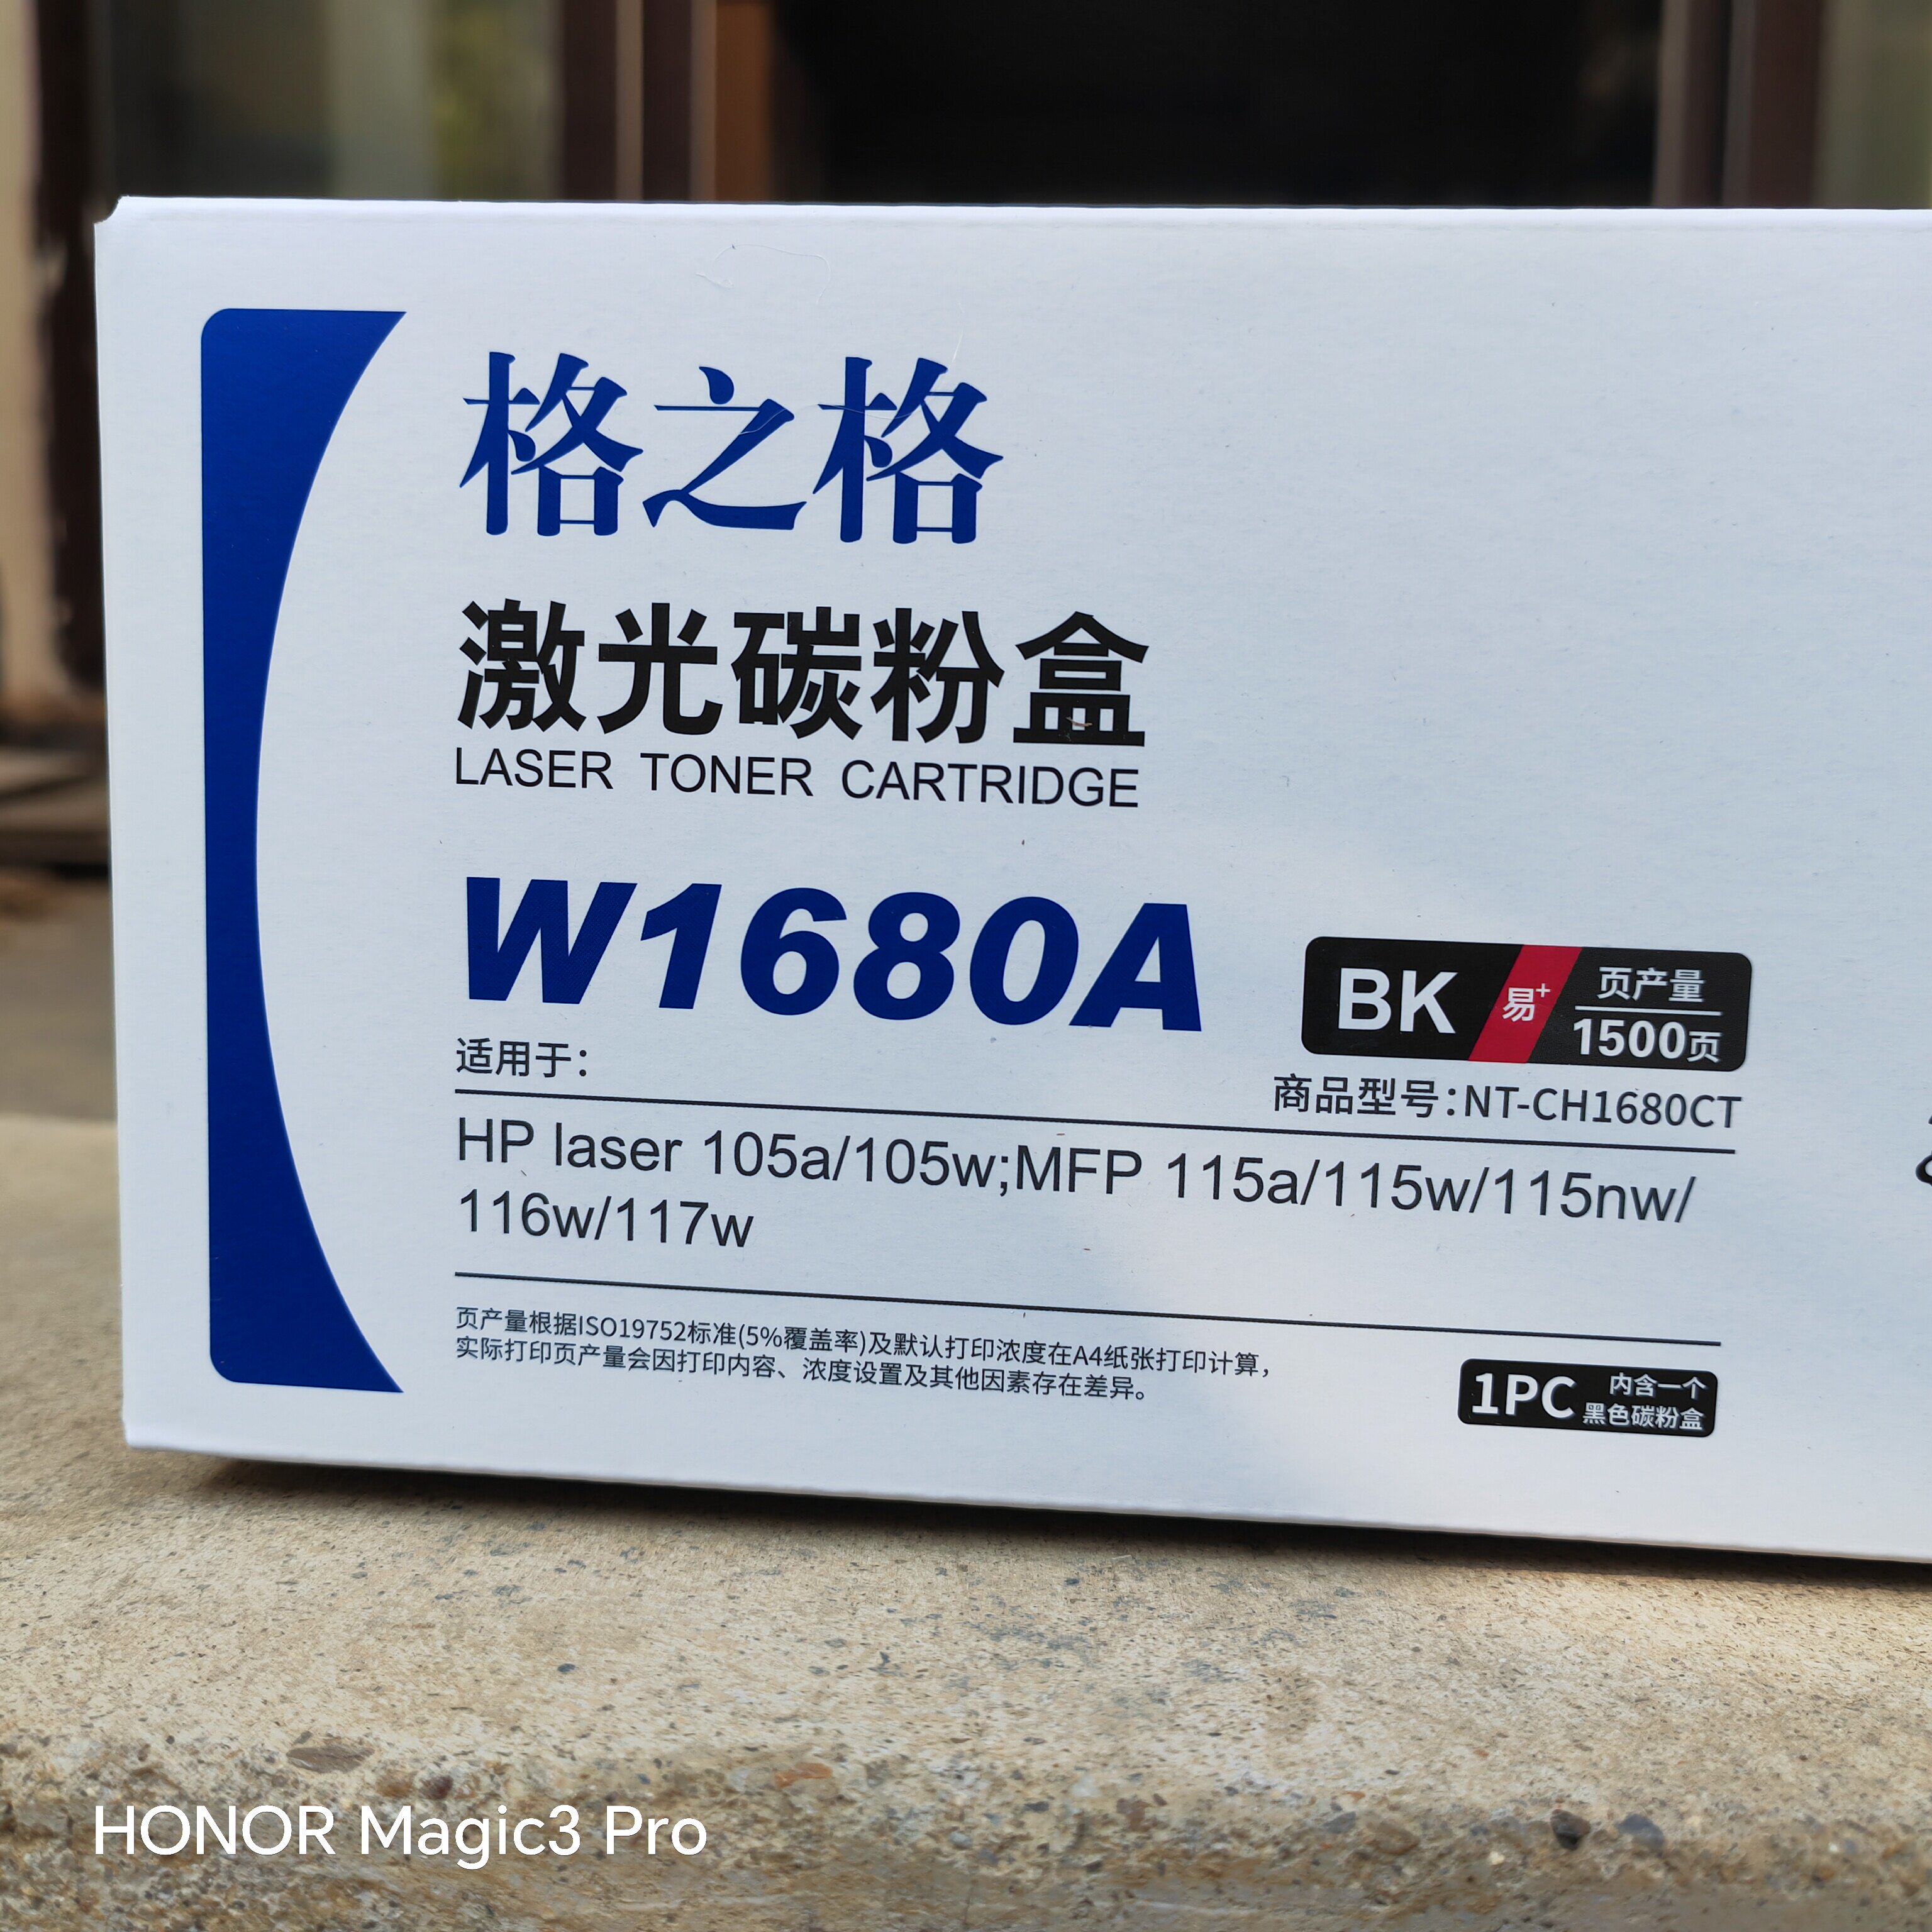 格之格
激光碳粉盒
LASER TONER CARTRIDGE
W1680A
BK 易+ 页产量
1500页
适用于：
商品型号：NT-CH1680CT
HP laser 105a/105w;MFP 115a/115w/115nw/
116w/117w
页产量根据ISO19752标准(5%覆盖率)及默认打印浓度在A4纸张打印计算，
实际打印页产量会因打印内容、浓度设置及其他因素存在差异。
1PC 内含一个
黑色碳粉盒
HONOR Magic3 Pro